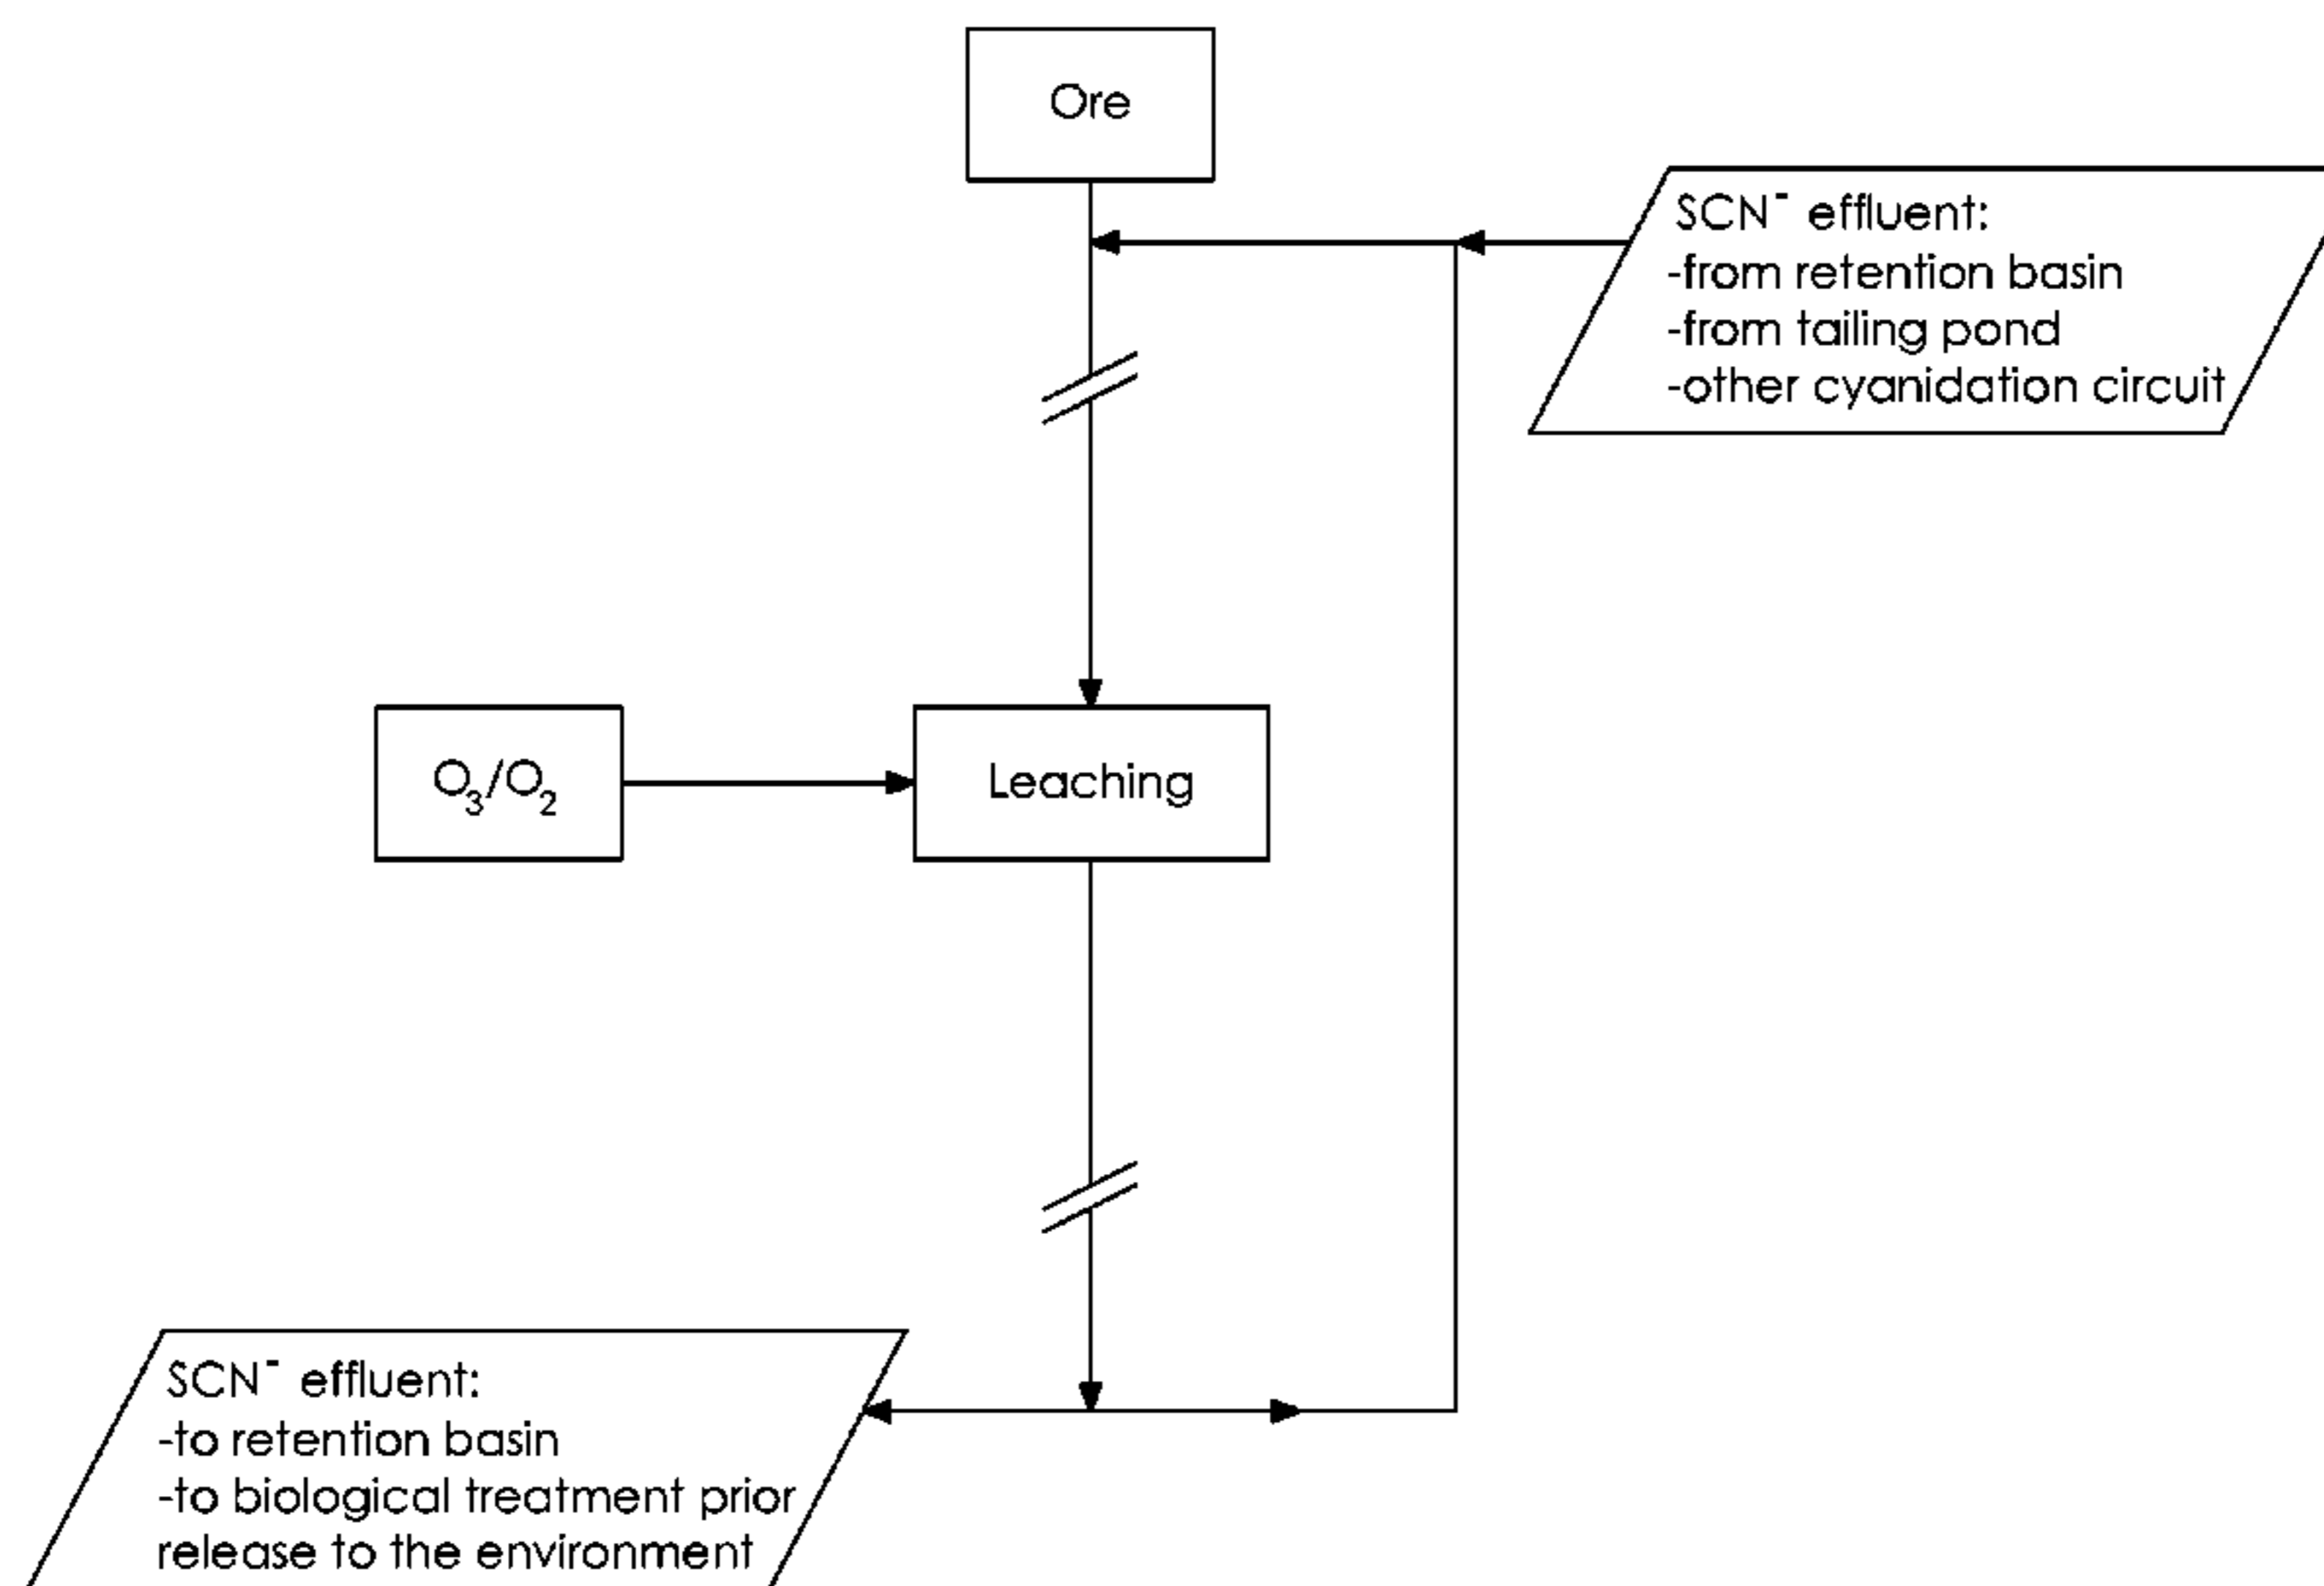 Ore
SCN⁻ effluent:
-from retention basin
-from tailing pond
-other cyanidation circuit
O₃/O₂
Leaching
SCN⁻ effluent:
-to retention basin
-to biological treatment prior
release to the environment